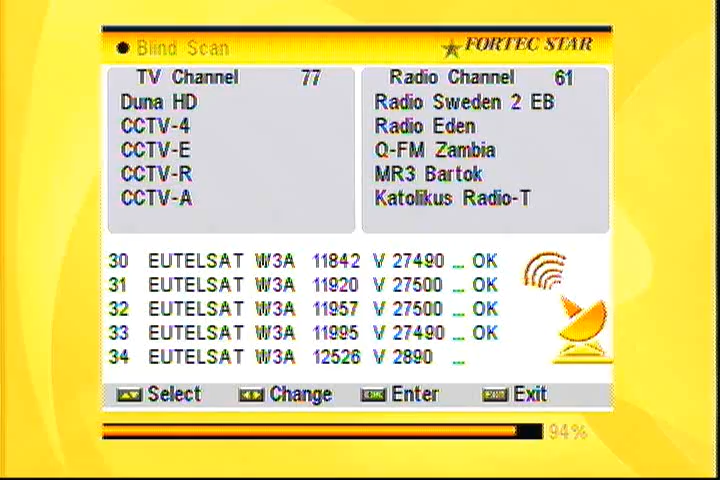 Blind Scan
FORTEC STAR
TV Channel 77
Duna HD
CCTV-4
CCTV-E
CCTV-R
CCTV-A
Radio Channel 61
Radio Sweden 2 EB
Radio Eden
Q-FM Zambia
MR3 Bartok
Katolikus Radio-T
30 EUTELSAT W3A 11842 V 27490 ... OK
31 EUTELSAT W3A 11920 V 27500 ... OK
32 EUTELSAT W3A 11957 V 27500 ... OK
33 EUTELSAT W3A 11995 V 27490 ... OK
34 EUTELSAT W3A 12526 V 2890 ...
Select Change OK Enter EXIT Exit
94%